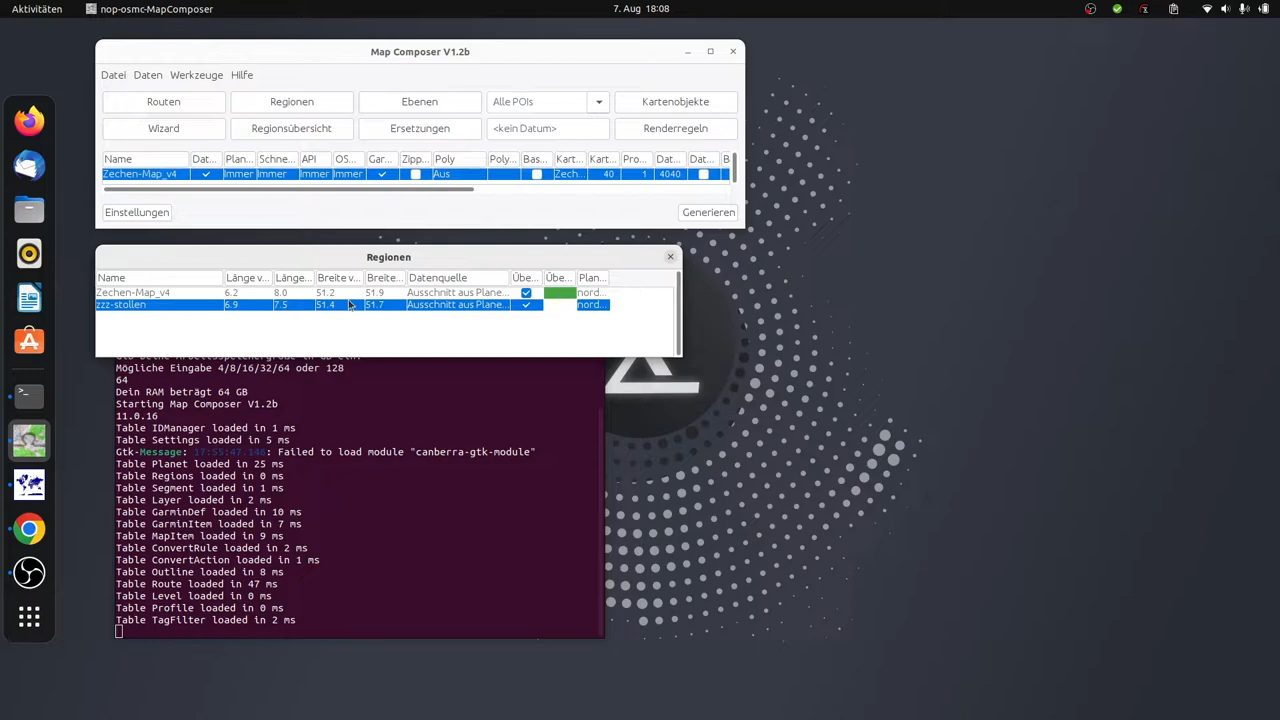 Aktivitäten nop-osmc-MapComposer 7. Aug 18:08
Map Composer V1.2b
Datei Daten Werkzeuge Hilfe
Routen Regionen Ebenen Alle POIs Kartenobjekte
Wizard Regionsübersicht Ersetzungen <kein Datum> Renderregeln
Name Dat... Plan... Schne... API OS... Gar... Zipp... Poly Poly... Bas... Kart... Kart... Pro... Dat... Dat... B
Zechen-Map_v4 Immer Immer Immer Immer Aus Zech... 40 1 4040
Einstellungen Generieren
Regionen
Name Länge v... Länge... Breite v... Breite... Datenquelle Übe... Übe... Plan...
Zechen-Map_v4 6.2 8.0 51.2 51.9 Ausschnitt aus Plane... nord...
zzz-stollen 6.9 7.5 51.4 51.7 Ausschnitt aus Plane... nord...
Mögliche Eingabe 4/8/16/32/64 oder 128
64
Dein RAM beträgt 64 GB
Starting Map Composer V1.2b
11.0.16
Table IDManager loaded in 1 ms
Table Settings loaded in 5 ms
Gtk-Message: 17:55:47.146: Failed to load module "canberra-gtk-module"
Table Planet loaded in 25 ms
Table Regions loaded in 0 ms
Table Segment loaded in 1 ms
Table Layer loaded in 2 ms
Table GarminDef loaded in 10 ms
Table GarminItem loaded in 7 ms
Table MapItem loaded in 9 ms
Table ConvertRule loaded in 2 ms
Table ConvertAction loaded in 1 ms
Table Outline loaded in 8 ms
Table Route loaded in 47 ms
Table Level loaded in 0 ms
Table Profile loaded in 0 ms
Table TagFilter loaded in 2 ms